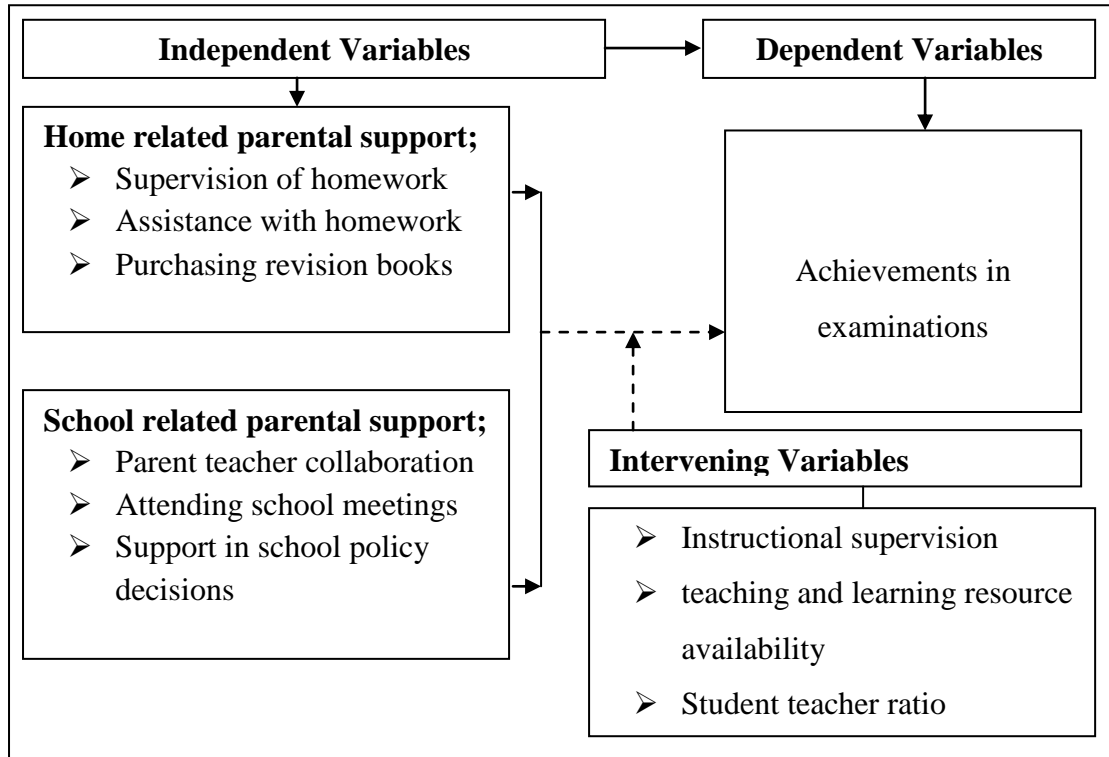 Independent Variables
Dependent Variables
Home related parental support;
➢ Supervision of homework
➢ Assistance with homework
➢ Purchasing revision books
Achievements in
examinations
School related parental support;
➢ Parent teacher collaboration
➢ Attending school meetings
➢ Support in school policy
decisions
Intervening Variables
➢ Instructional supervision
➢ teaching and learning resource
availability
➢ Student teacher ratio